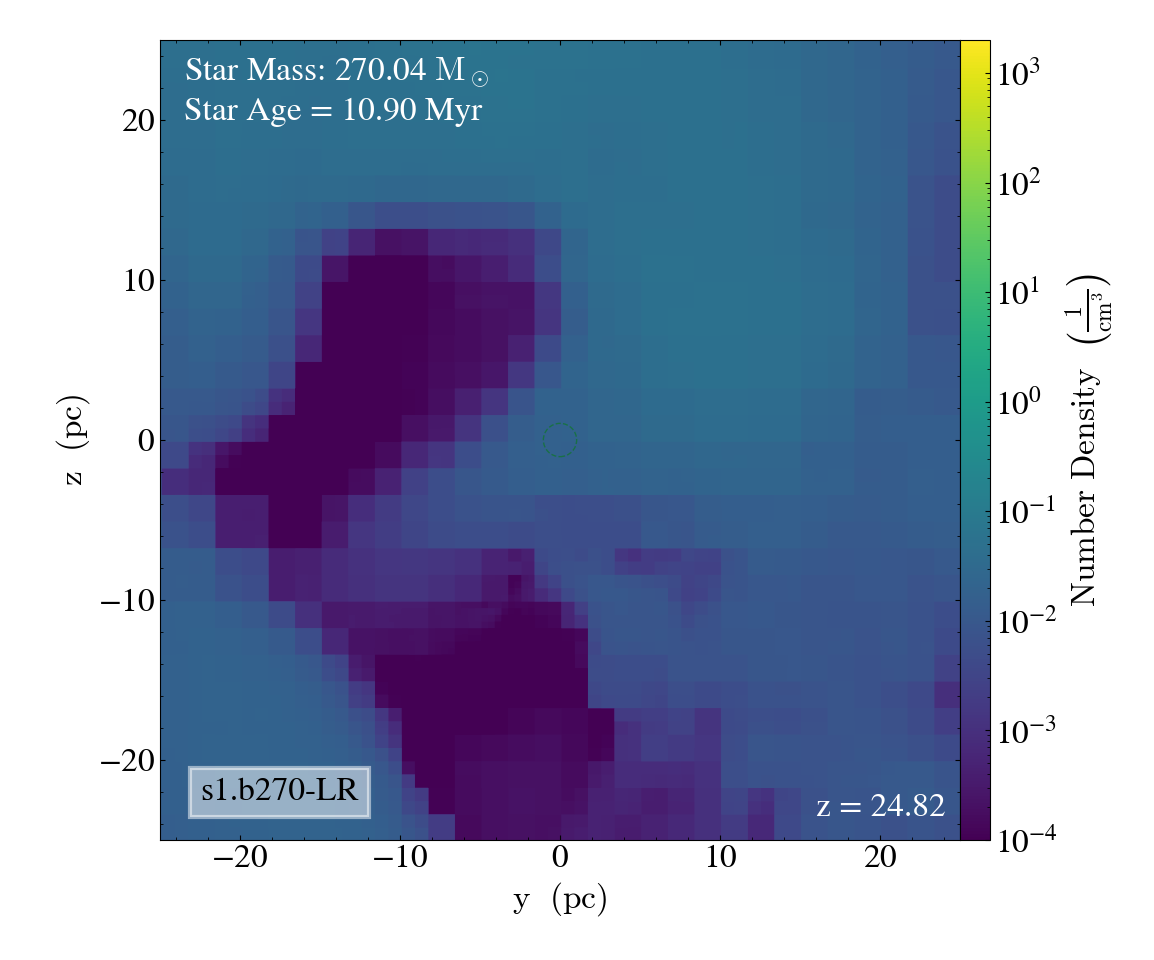 Star Mass: 270.04 M⊙
Star Age = 10.90 Myr
s1.b270-LR
z = 24.82
20
10
0
−10
−20
z (pc)
−20
−10
0
10
20
y (pc)
10³
10²
10¹
10⁰
10⁻¹
10⁻²
10⁻³
10⁻⁴
Number Density (1/cm³)